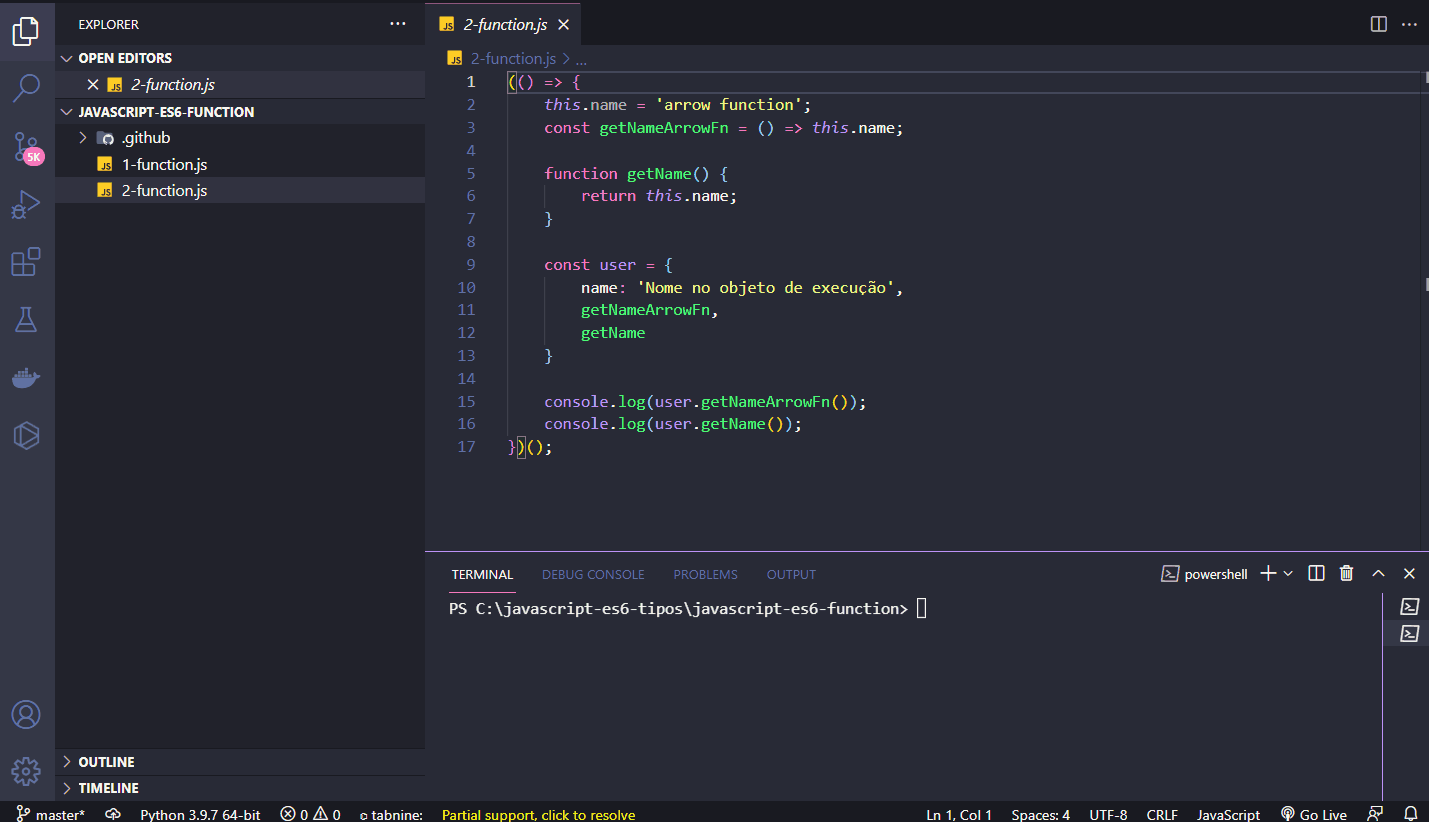 EXPLORER
OPEN EDITORS
JS 2-function.js
JAVASCRIPT-ES6-FUNCTION
.github
JS 1-function.js
JS 2-function.js
5K
OUTLINE
TIMELINE
JS 2-function.js
JS 2-function.js > ...
1 (() => {
2 this.name = 'arrow function';
3 const getNameArrowFn = () => this.name;
4
5 function getName() {
6 return this.name;
7 }
8
9 const user = {
10 name: 'Nome no objeto de execução',
11 getNameArrowFn,
12 getName
13 }
14
15 console.log(user.getNameArrowFn());
16 console.log(user.getName());
17 })();
TERMINAL DEBUG CONSOLE PROBLEMS OUTPUT powershell
PS C:\javascript-es6-tipos\javascript-es6-function>
master* Python 3.9.7 64-bit 0 0 tabnine: Partial support, click to resolve Ln 1, Col 1 Spaces: 4 UTF-8 CRLF JavaScript Go Live